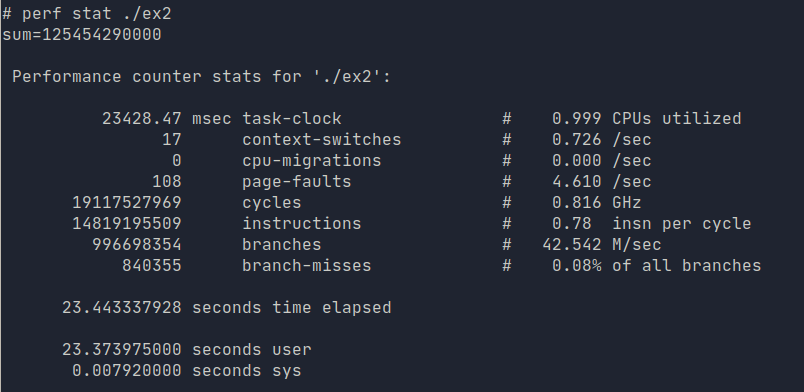 # perf stat ./ex2
sum=125454290000
Performance counter stats for './ex2':
23428.47 msec task-clock # 0.999 CPUs utilized
17 context-switches # 0.726 /sec
0 cpu-migrations # 0.000 /sec
108 page-faults # 4.610 /sec
19117527969 cycles # 0.816 GHz
14819195509 instructions # 0.78 insn per cycle
996698354 branches # 42.542 M/sec
840355 branch-misses # 0.08% of all branches
23.443337928 seconds time elapsed
23.373975000 seconds user
0.007920000 seconds sys